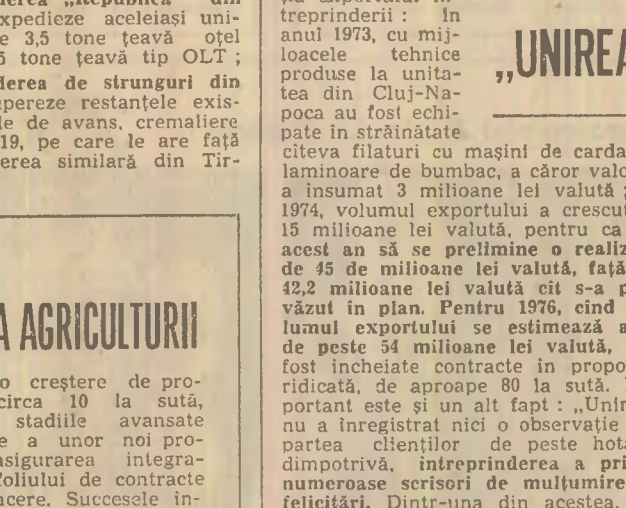 expedieze aceleiași uni-
e 3,5 tone țeavă oțel
5 tone țeavă tip OLT ;
derea de strunguri din
upereze restanțele exis-
le de avans, cremaliere
19, pe care le are față
erea similară din Tir-
A AGRICULTURII
o creștere de pro-
circa 10 la sută,
stadiile avansate
e a unor noi pro-
asigurarea integra-
foliului de contracte
acere. Succesele in-
treprinderii : în
anul 1973, cu mij-
loacele tehnice
produse la unita-
tea din Cluj-Na-
poca au fost echi-
pate în străinătate
„UNIREA
cîteva filaturi cu mașini de carda
laminoare de bumbac, a căror valo
a însumat 3 milioane lei valută ;
1974, volumul exportului a crescut
15 milioane lei valută, pentru ca
acest an să se prelimine o realiz
de 45 de milioane lei valută, față
42,2 milioane lei valută cît s-a p
văzut în plan. Pentru 1976, cînd
lumul exportului se estimează a
de peste 54 milioane lei valută,
fost încheiate contracte în propo
ridicată, de aproape 80 la sută.
portant este și un alt fapt : „Unir
nu a înregistrat nici o observație
partea clienților de peste hota
dimpotrivă, întreprinderea a pri
numeroase scrisori de mulțumire
felicitări. Dintr-una din acestea,